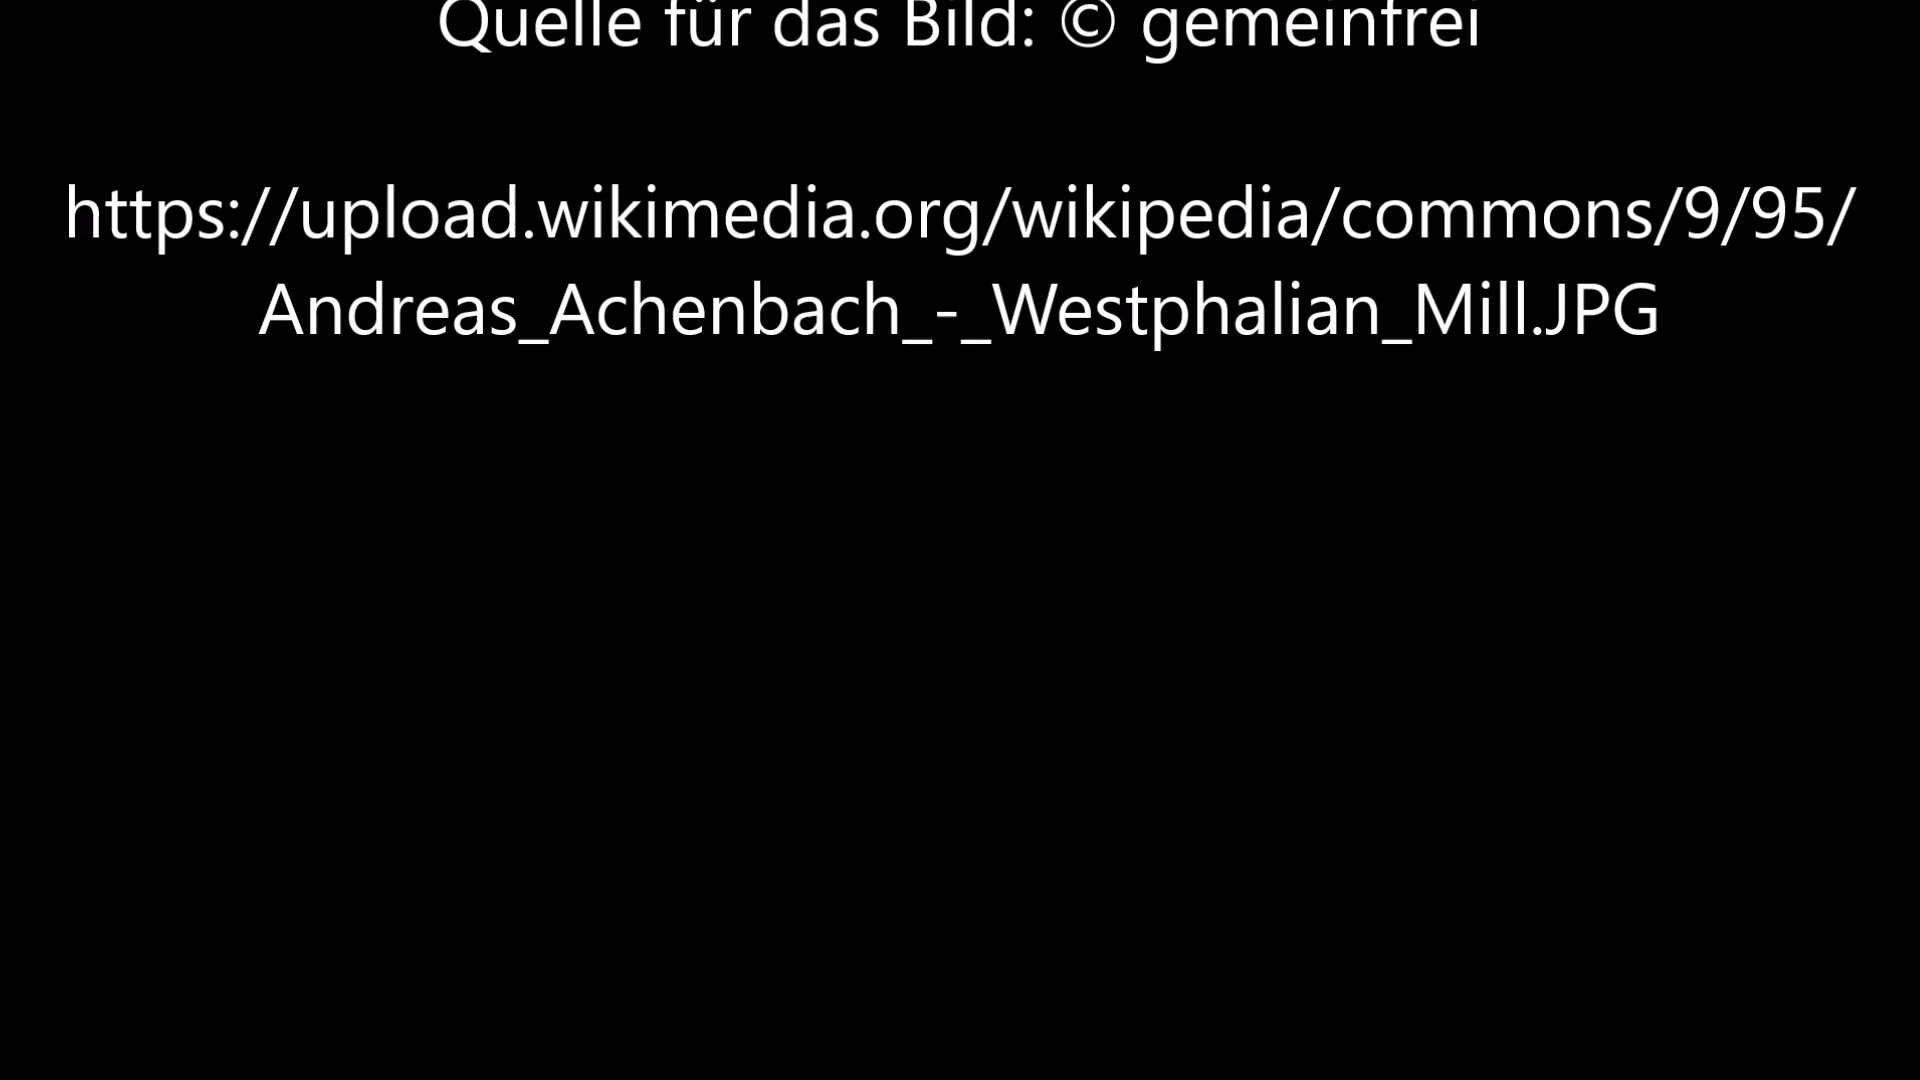 Quelle für das Bild: © gemeinfrei
https://upload.wikimedia.org/wikipedia/commons/9/95/
Andreas_Achenbach_-_Westphalian_Mill.JPG